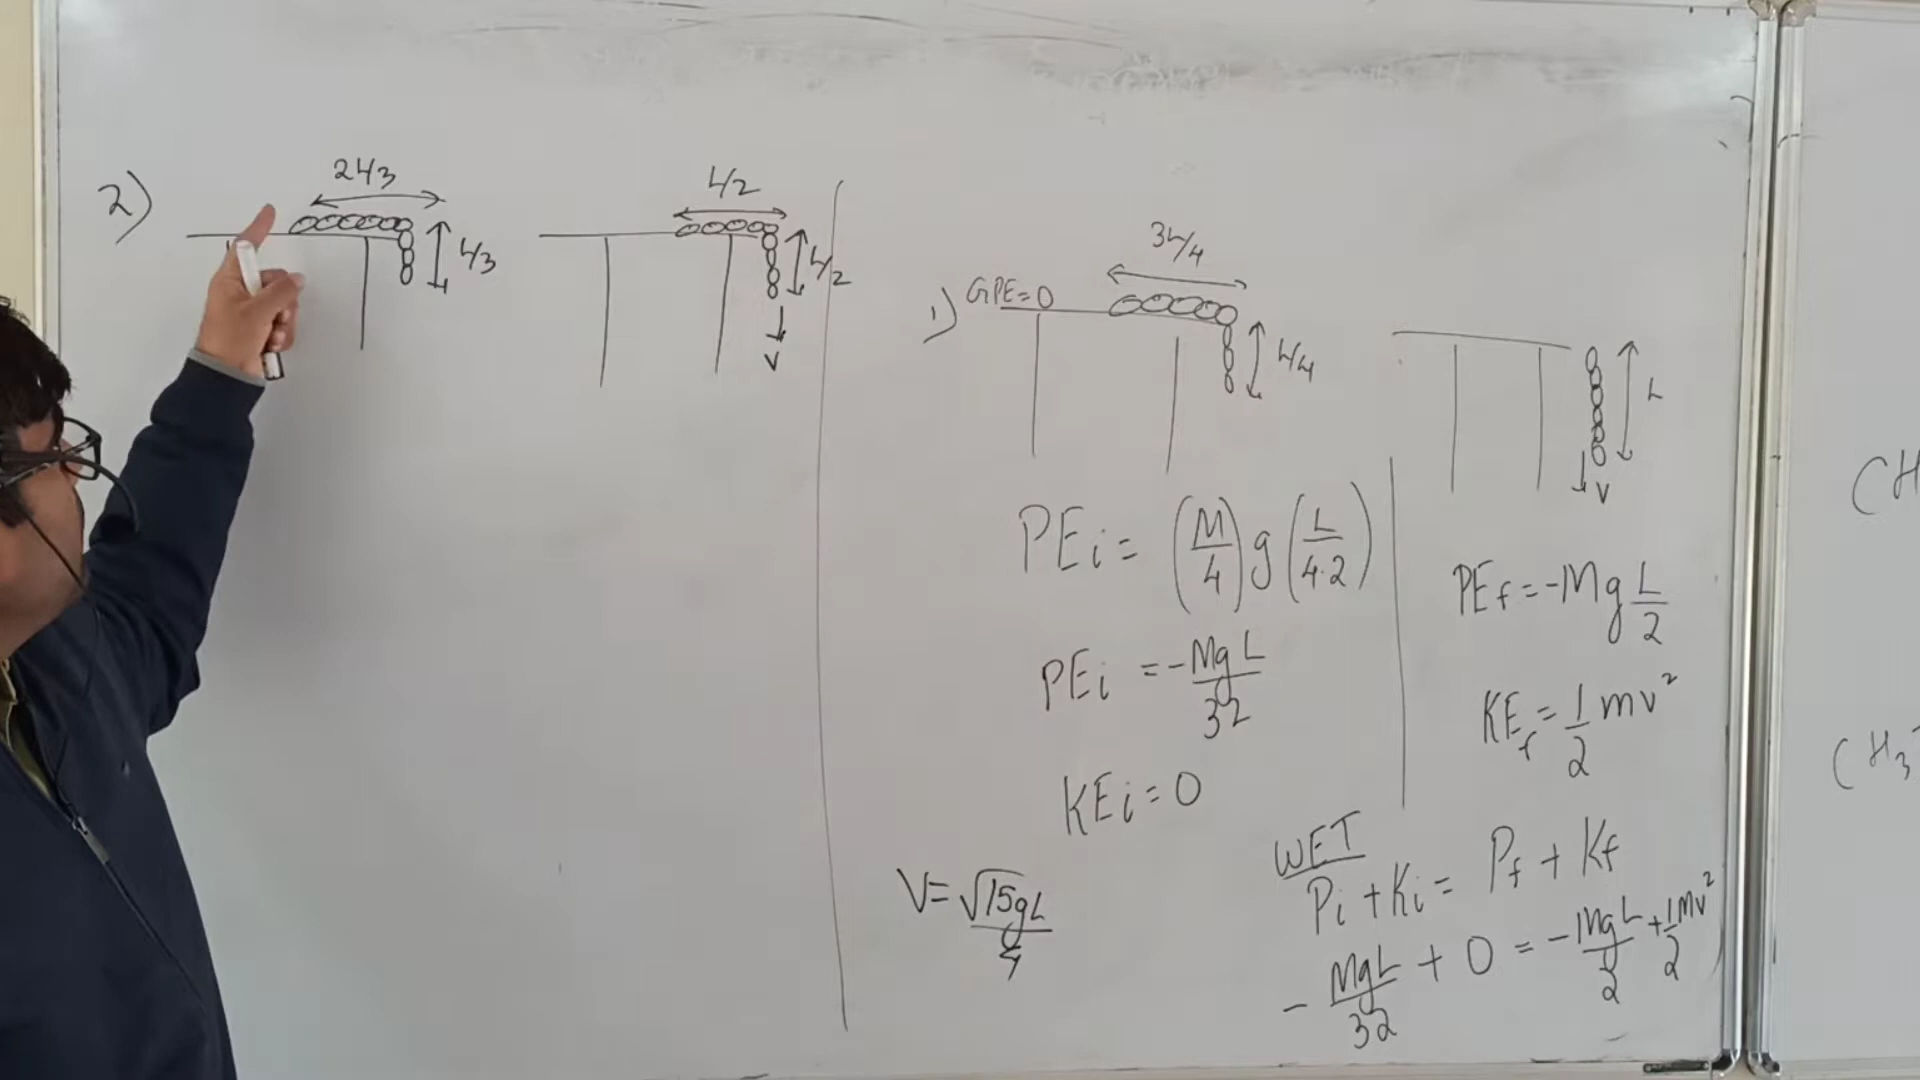 2)
2L/3
L/3
L/2
L/2
V
1) GPE=0
3L/4
L/4
L
V
PEi = (M/4) g (L/4.2)
PEi = -MgL/32
KEi = 0
V = √15gL/4
PEf = -Mg L/2
KEf = 1/2 mv²
WET
Pi + Ki = Pf + Kf
- MgL/32 + 0 = - MgL/2 + 1/2 Mv²
(H
(H3